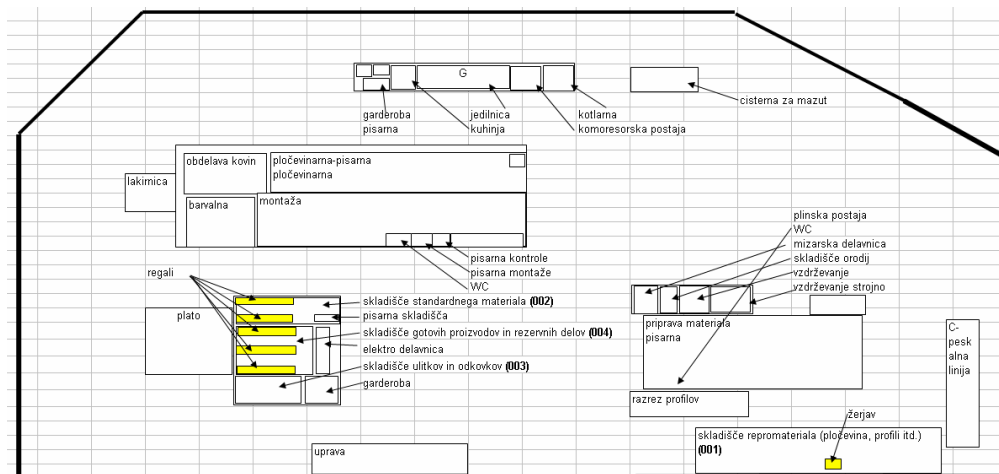 G
cisterna za mazut
garderoba
pisarna
jedilnica
kuhinja
kotlarna
komoresorska postaja
obdelava kovin
pločevinarna-pisarna
pločevinarna
lakirnica
barvalna
montaža
pisarna kontrole
pisarna montaže
WC
plinska postaja
WC
mizarska delavnica
skladišče orodij
vzdrževanje
vzdrževanje strojno
regali
plato
skladišče standardnega materiala (002)
pisarna skladišča
skladišče gotovih proizvodov in rezervnih delov (004)
elektro delavnica
skladišče ulitkov in odkovkov (003)
garderoba
priprava materiala
pisarna
C-
pesk
alna
linija
razrez profilov
žerjav
skladišče repromateriala (pločevina, profili itd.)
(001)
uprava